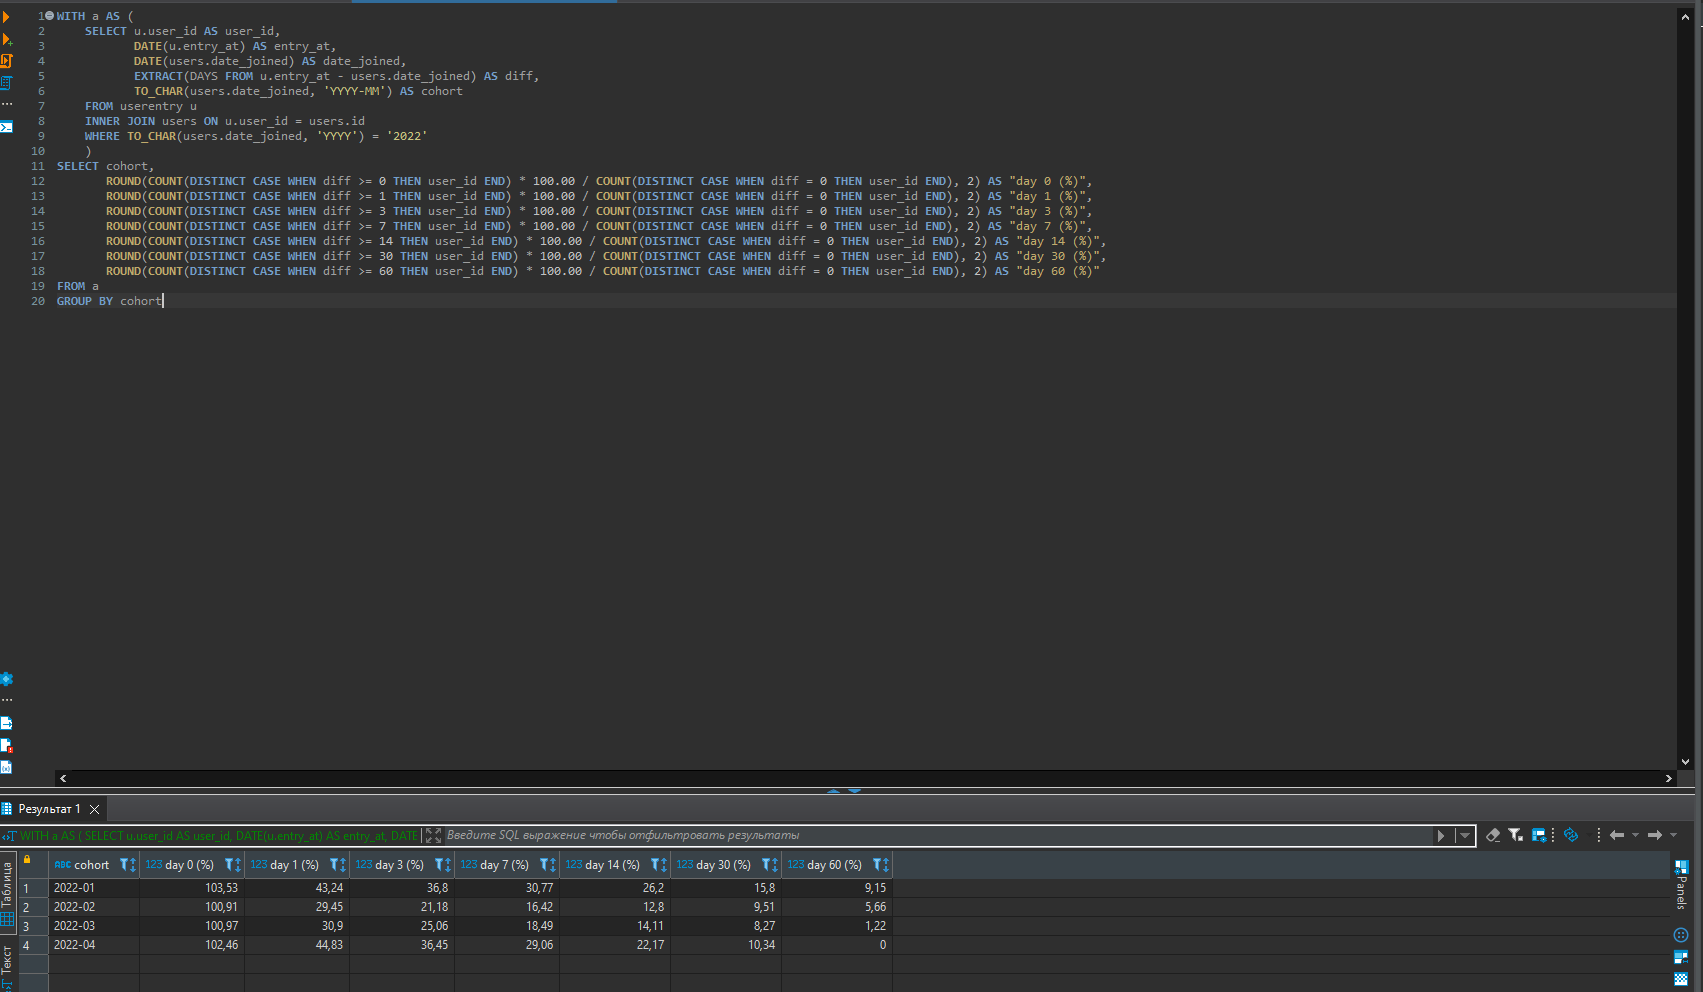 1 WITH a AS (
2 SELECT u.user_id AS user_id,
3 DATE(u.entry_at) AS entry_at,
4 DATE(users.date_joined) AS date_joined,
5 EXTRACT(DAYS FROM u.entry_at - users.date_joined) AS diff,
6 TO_CHAR(users.date_joined, 'YYYY-MM') AS cohort
7 FROM userentry u
8 INNER JOIN users ON u.user_id = users.id
9 WHERE TO_CHAR(users.date_joined, 'YYYY') = '2022'
10 )
11 SELECT cohort,
12 ROUND(COUNT(DISTINCT CASE WHEN diff >= 0 THEN user_id END) * 100.00 / COUNT(DISTINCT CASE WHEN diff = 0 THEN user_id END), 2) AS "day 0 (%)",
13 ROUND(COUNT(DISTINCT CASE WHEN diff >= 1 THEN user_id END) * 100.00 / COUNT(DISTINCT CASE WHEN diff = 0 THEN user_id END), 2) AS "day 1 (%)",
14 ROUND(COUNT(DISTINCT CASE WHEN diff >= 3 THEN user_id END) * 100.00 / COUNT(DISTINCT CASE WHEN diff = 0 THEN user_id END), 2) AS "day 3 (%)",
15 ROUND(COUNT(DISTINCT CASE WHEN diff >= 7 THEN user_id END) * 100.00 / COUNT(DISTINCT CASE WHEN diff = 0 THEN user_id END), 2) AS "day 7 (%)",
16 ROUND(COUNT(DISTINCT CASE WHEN diff >= 14 THEN user_id END) * 100.00 / COUNT(DISTINCT CASE WHEN diff = 0 THEN user_id END), 2) AS "day 14 (%)",
17 ROUND(COUNT(DISTINCT CASE WHEN diff >= 30 THEN user_id END) * 100.00 / COUNT(DISTINCT CASE WHEN diff = 0 THEN user_id END), 2) AS "day 30 (%)",
18 ROUND(COUNT(DISTINCT CASE WHEN diff >= 60 THEN user_id END) * 100.00 / COUNT(DISTINCT CASE WHEN diff = 0 THEN user_id END), 2) AS "day 60 (%)"
19 FROM a
20 GROUP BY cohort
Результат 1
WITH a AS ( SELECT u.user_id AS user_id, DATE(u.entry_at) AS entry_at, DATE Введите SQL выражение чтобы отфильтровать результаты
Таблица
Текст
ABC cohort 123 day 0 (%) 123 day 1 (%) 123 day 3 (%) 123 day 7 (%) 123 day 14 (%) 123 day 30 (%) 123 day 60 (%)
1 2022-01 103,53 43,24 36,8 30,77 26,2 15,8 9,15
2 2022-02 100,91 29,45 21,18 16,42 12,8 9,51 5,66
3 2022-03 100,97 30,9 25,06 18,49 14,11 8,27 1,22
4 2022-04 102,46 44,83 36,45 29,06 22,17 10,34 0
Panels